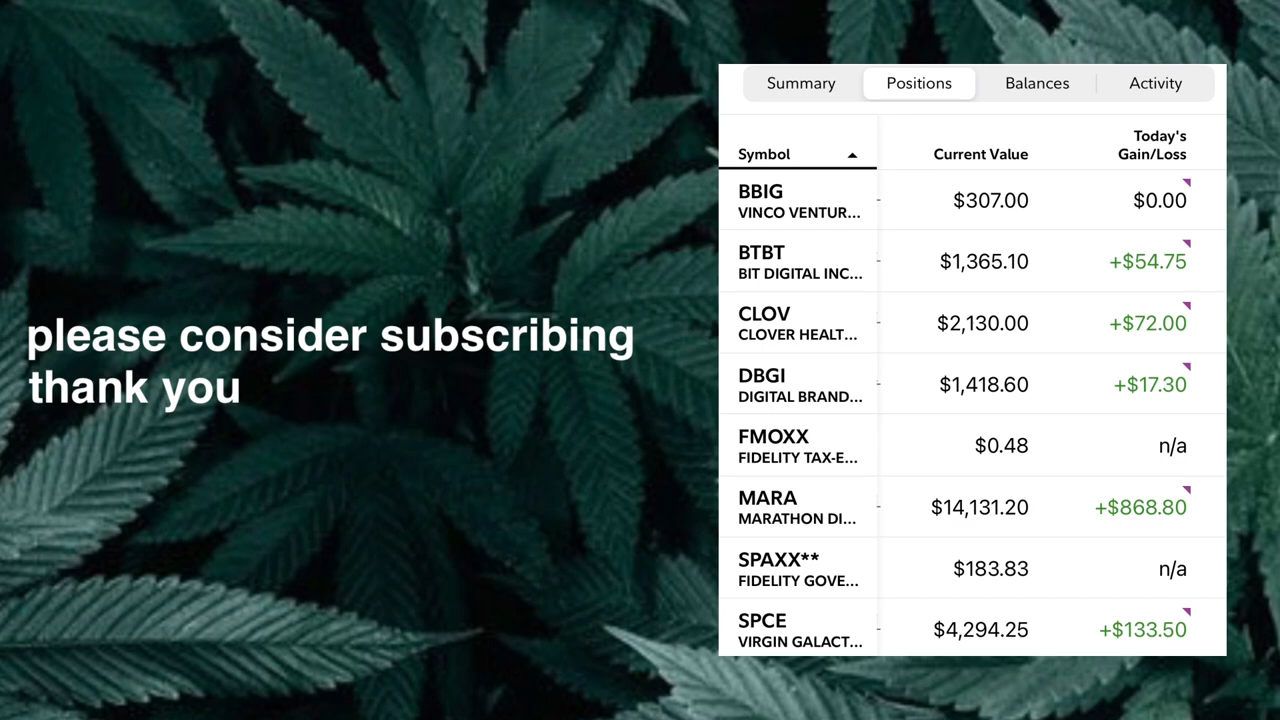 please consider subscribing
thank you
Summary Positions Balances Activity
Symbol Current Value Today's Gain/Loss
BBIG $307.00 $0.00
VINCO VENTUR...
BTBT $1,365.10 +$54.75
BIT DIGITAL INC...
CLOV $2,130.00 +$72.00
CLOVER HEALT...
DBGI $1,418.60 +$17.30
DIGITAL BRAND...
FMOXX $0.48 n/a
FIDELITY TAX-E...
MARA $14,131.20 +$868.80
MARATHON DI...
SPAXX** $183.83 n/a
FIDELITY GOVE...
SPCE $4,294.25 +$133.50
VIRGIN GALACT...